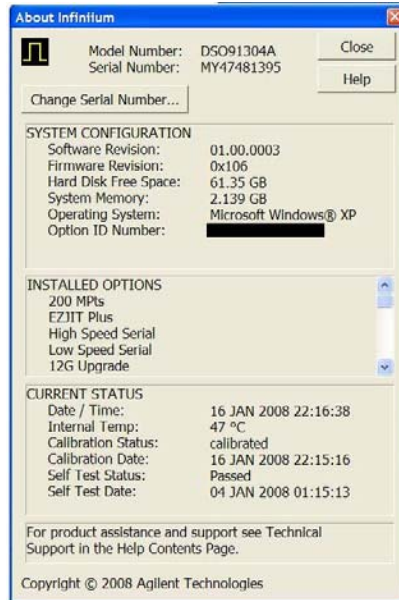 About Infiniium
Model Number: DSO91304A
Serial Number: MY47481395
Close
Help
Change Serial Number...
SYSTEM CONFIGURATION
Software Revision: 01.00.0003
Firmware Revision: 0x106
Hard Disk Free Space: 61.35 GB
System Memory: 2.139 GB
Operating System: Microsoft Windows® XP
Option ID Number:
INSTALLED OPTIONS
200 MPts
EZJIT Plus
High Speed Serial
Low Speed Serial
12G Upgrade
CURRENT STATUS
Date / Time: 16 JAN 2008 22:16:38
Internal Temp: 47 °C
Calibration Status: calibrated
Calibration Date: 16 JAN 2008 22:15:16
Self Test Status: Passed
Self Test Date: 04 JAN 2008 01:15:13
For product assistance and support see Technical
Support in the Help Contents Page.
Copyright © 2008 Agilent Technologies